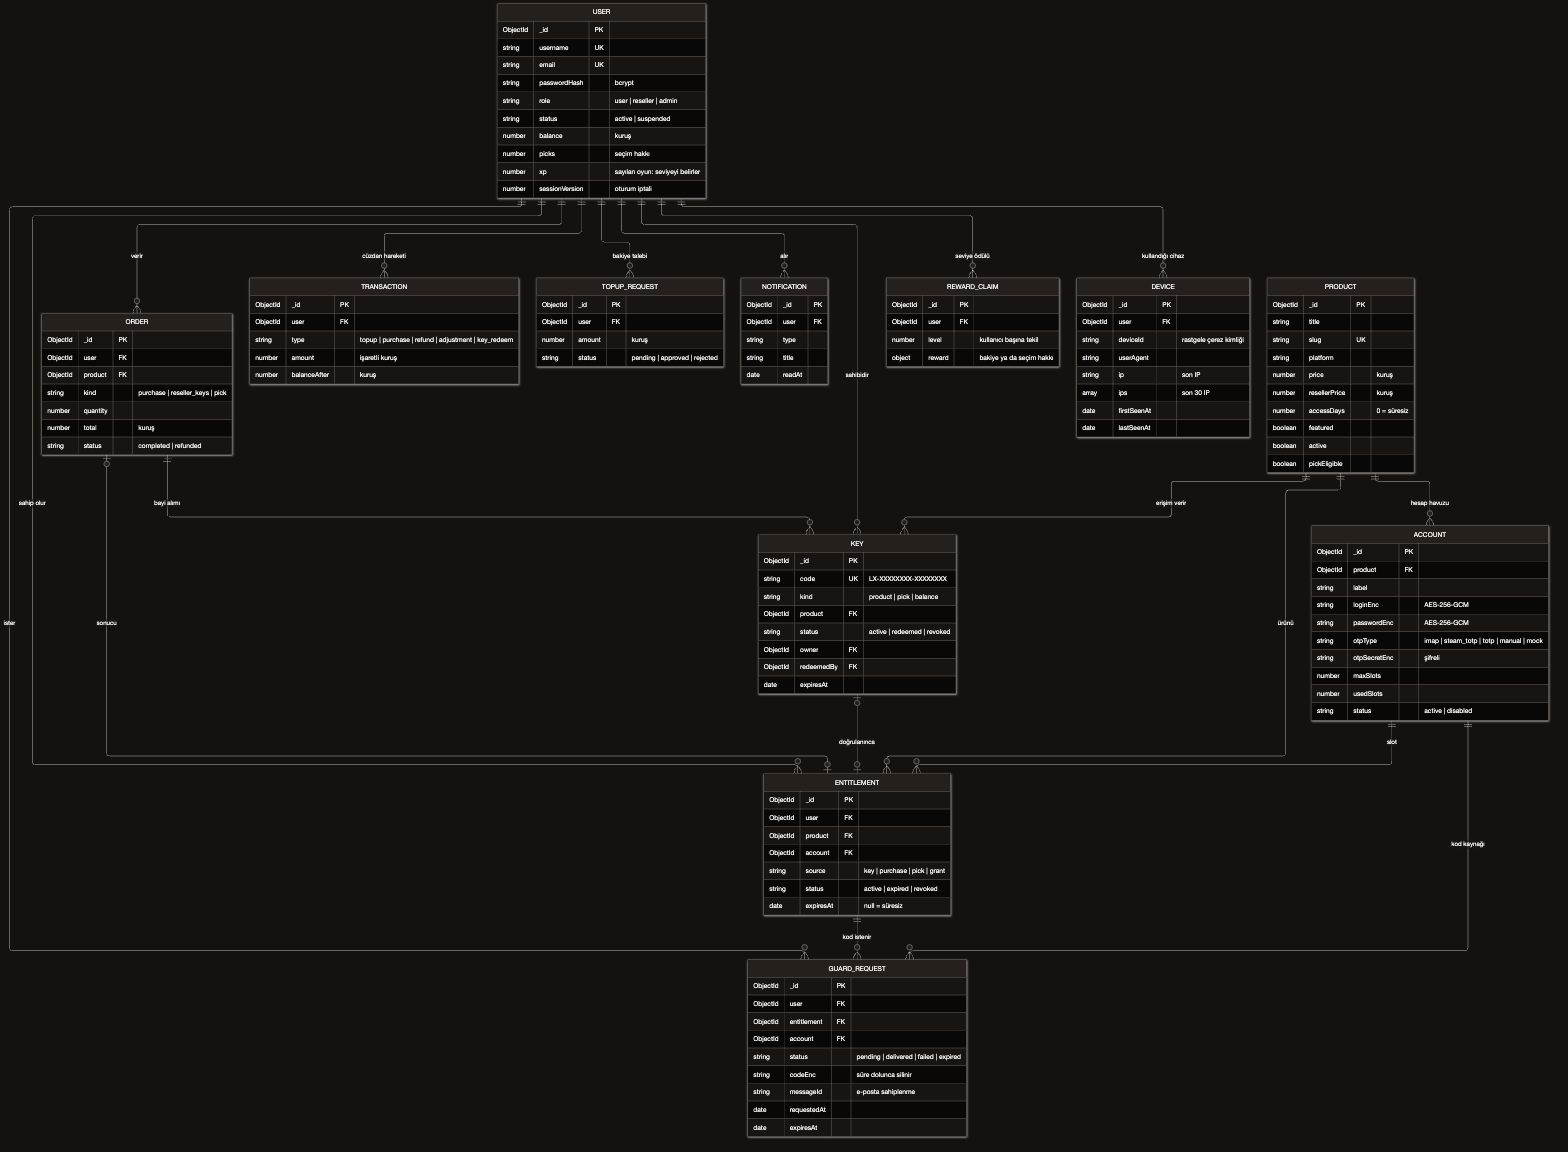 USER
ObjectId _id PK
string username UK
string email UK
string passwordHash bcrypt
string role user | reseller | admin
string status active | suspended
number balance kuruş
number picks seçim hakkı
number xp sayılan oyun: seviyeyi belirler
number sessionVersion oturum iptali
verir
cüzdan hareketi
bakiye talebi
alır
seviye ödülü
kullandığı cihaz
ORDER
ObjectId _id PK
ObjectId user FK
ObjectId product FK
string kind purchase | reseller_keys | pick
number quantity
number total kuruş
string status completed | refunded
TRANSACTION
ObjectId _id PK
ObjectId user FK
string type topup | purchase | refund | adjustment | key_redeem
number amount işaretli kuruş
number balanceAfter kuruş
TOPUP_REQUEST
ObjectId _id PK
ObjectId user FK
number amount kuruş
string status pending | approved | rejected
NOTIFICATION
ObjectId _id PK
ObjectId user FK
string type
string title
date readAt
REWARD_CLAIM
ObjectId _id PK
ObjectId user FK
number level kullanıcı başına tekil
object reward bakiye ya da seçim hakkı
DEVICE
ObjectId _id PK
ObjectId user FK
string deviceId rastgele çerez kimliği
string userAgent
string ip son IP
array ips son 30 IP
date firstSeenAt
date lastSeenAt
PRODUCT
ObjectId _id PK
string title
string slug UK
string platform
number price kuruş
number resellerPrice kuruş
number accessDays 0 = süresiz
boolean featured
boolean active
boolean pickEligible
sahibidir
sahip olur
bayi alımı
erişim verir
hesap havuzu
KEY
ObjectId _id PK
string code UK LX-XXXXXXXX-XXXXXXXX
string kind product | pick | balance
ObjectId product FK
string status active | redeemed | revoked
ObjectId owner FK
ObjectId redeemedBy FK
date expiresAt
ACCOUNT
ObjectId _id PK
ObjectId product FK
string label
string loginEnc AES-256-GCM
string passwordEnc AES-256-GCM
string otpType imap | steam_totp | totp | manual | mock
string otpSecretEnc şifreli
number maxSlots
number usedSlots
string status active | disabled
ister
sonucu
ürünü
doğrulanınca
slot
ENTITLEMENT
ObjectId _id PK
ObjectId user FK
ObjectId product FK
ObjectId account FK
string source key | purchase | pick | grant
string status active | expired | revoked
date expiresAt null = süresiz
kod kaynağı
kod istenir
GUARD_REQUEST
ObjectId _id PK
ObjectId user FK
ObjectId entitlement FK
ObjectId account FK
string status pending | delivered | failed | expired
string codeEnc süre dolunca silinir
string messageId e-posta sahiplenme
date requestedAt
date expiresAt